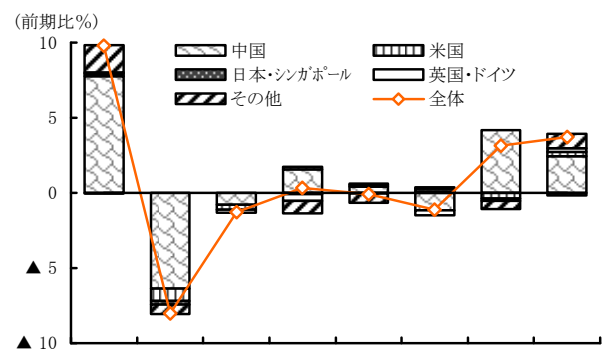 (前期比%)
10
中国
米国
日本・シンガポール
英国・ドイツ
その他
全体
5
0
▲ 5
▲ 10